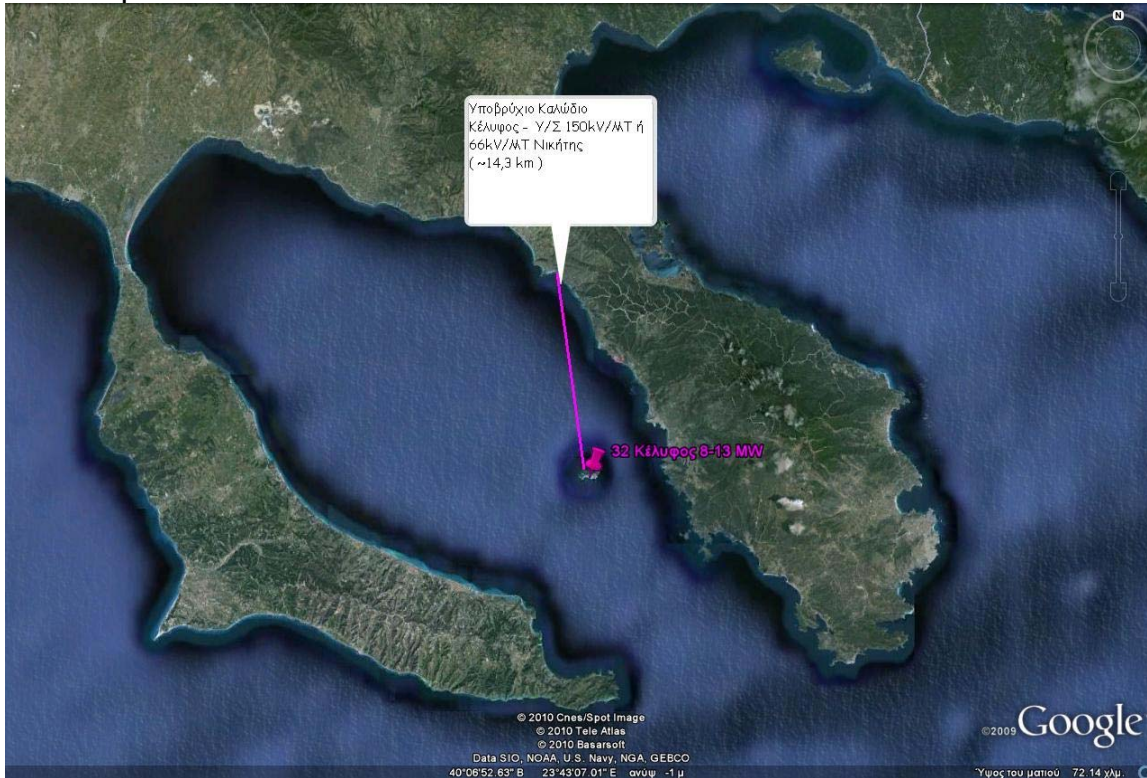 N
Υποβρύχιο Καλώδιο
Κέλυφος - Υ/Σ 150kV/ΜΤ ή
66kV/ΜΤ Νικήτης
( ~14,3 km )
32 Κέλυφος 8-13 MW
© 2010 Cnes/Spot Image
© 2010 Tele Atlas
© 2010 Basarsoft
Data SIO, NOAA, U.S. Navy, NGA, GEBCO
©2009 Google
40°06'52.63" Β 23°43'07.01" Ε ανύψ -1 μ Ύψος του ματιού 72.14 χλμ